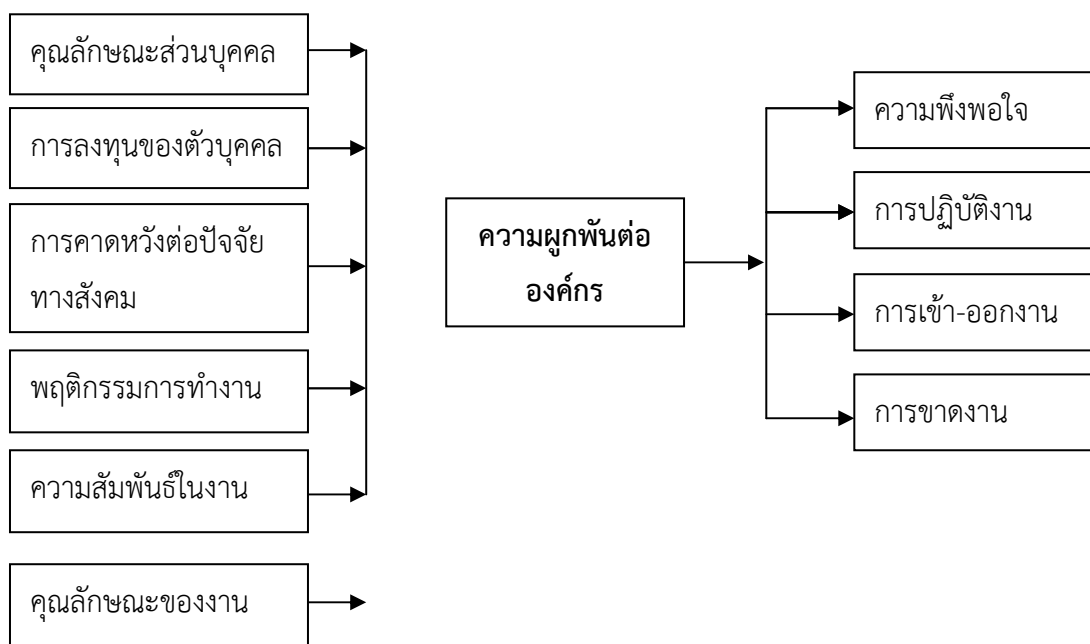 คุณลักษณะส่วนบุคคล
การลงทุนของตัวบุคคล
การคาดหวังต่อปัจจัย
ทางสังคม
พฤติกรรมการทำงาน
ความสัมพันธ์ในงาน
คุณลักษณะของงาน
ความผูกพันต่อ
องค์กร
ความพึงพอใจ
การปฏิบัติงาน
การเข้า-ออกงาน
การขาดงาน